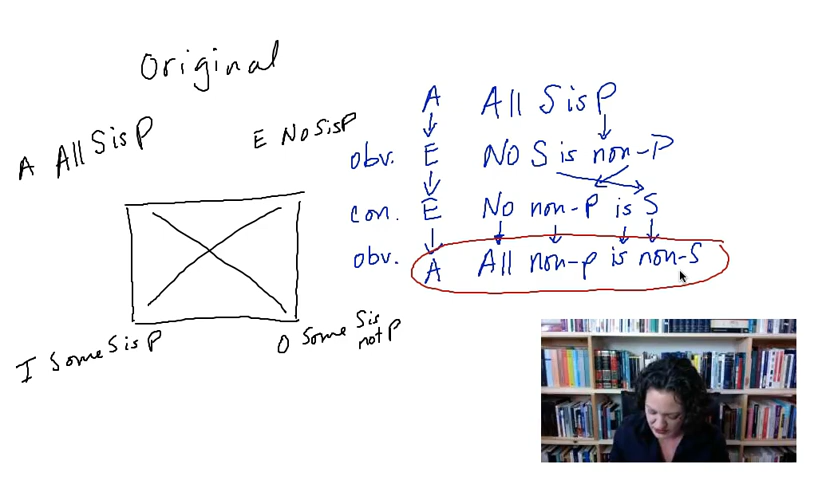 Original
A All S is P
E No S is P
I Some S is P
O Some S is
not P
A All S is P
obv. E NO S is non-P
con. E No non-P is S
obv. A All non-p is non-S